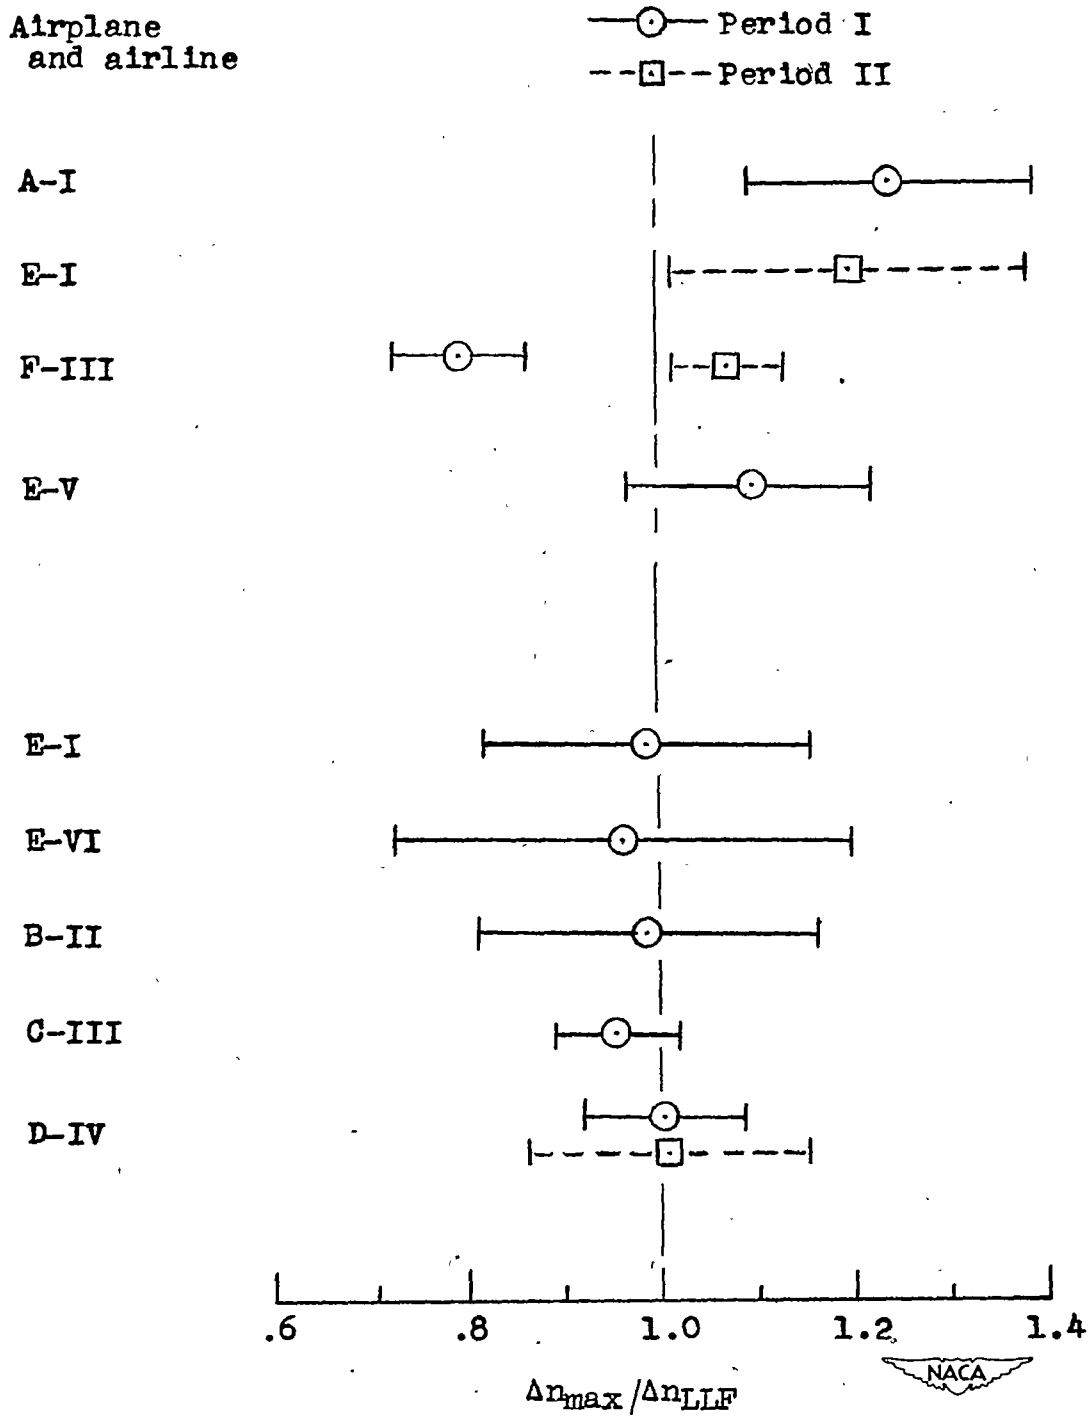 Airplane
and airline
Period I
Period II
A-I
E-I
F-III
E-V
E-I
E-VI
B-II
C-III
D-IV
.6 .8 1.0 1.2 1.4
Δnmax/ΔnLLF
NACA